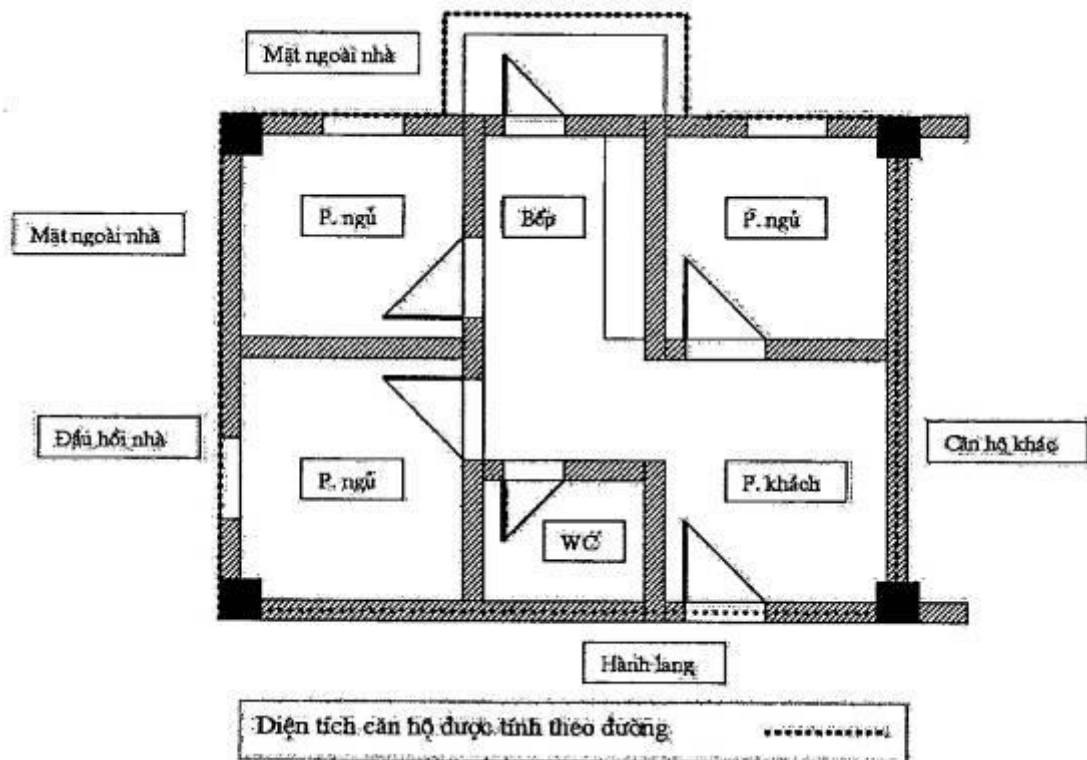 Mặt ngoài nhà
Mặt ngoài nhà
P. ngủ
Bếp
P. ngủ
Đầu hồi nhà
P. ngủ
WC
P. khách
Căn hộ khác
Hành lang
Diện tích căn hộ được tính theo đường